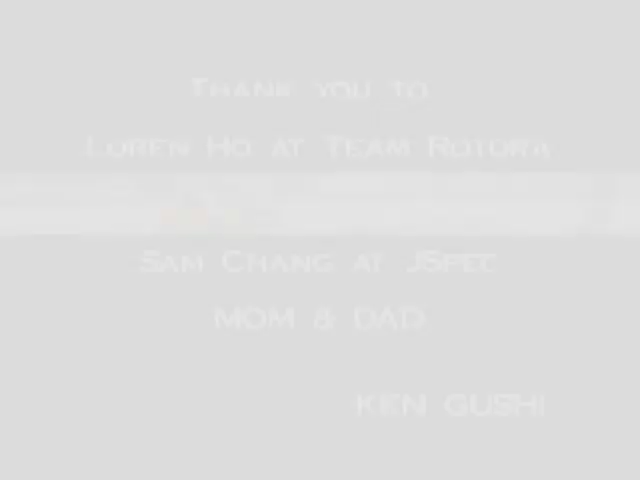 Thank you to
Loren Ho at Team Rotora
Sam Chang at JSpec
MOM & DAD
KEN GUSHI